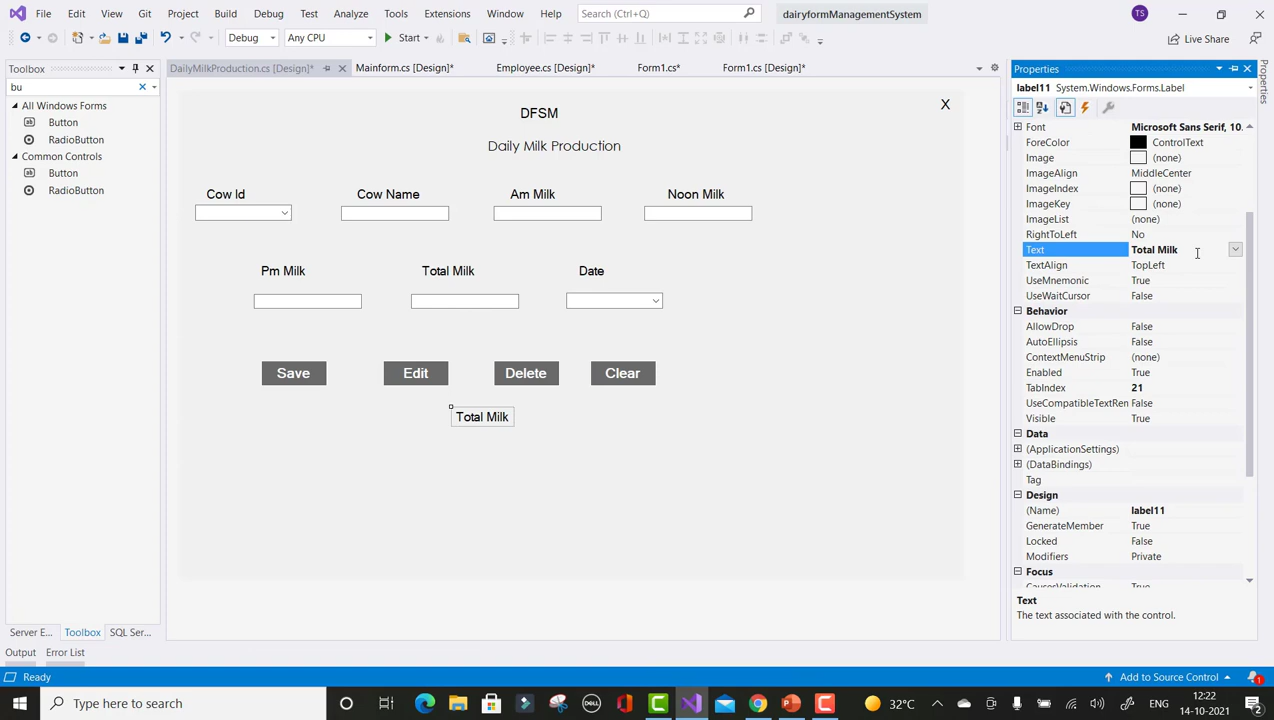 File Edit View Git Project Build Debug Test Analyze Tools Extensions Window Help Search (Ctrl+Q) dairyformManagementSystem TS
Debug Any CPU Start Live Share
Toolbox
bu
All Windows Forms
Button
RadioButton
Common Controls
Button
RadioButton
Server E... Toolbox SQL Ser...
Output Error List
DailyMilkProduction.cs [Design]* Mainform.cs [Design]* Employee.cs [Design]* Form1.cs* Form1.cs [Design]*
X
DFSM
Daily Milk Production
Cow Id Cow Name Am Milk Noon Milk
Pm Milk Total Milk Date
Save Edit Delete Clear
Total Milk
Properties
label11 System.Windows.Forms.Label
Font Microsoft Sans Serif, 10.
ForeColor ControlText
Image (none)
ImageAlign MiddleCenter
ImageIndex (none)
ImageKey (none)
ImageList (none)
RightToLeft No
Text Total Milk
TextAlign TopLeft
UseMnemonic True
UseWaitCursor False
Behavior
AllowDrop False
AutoEllipsis False
ContextMenuStrip (none)
Enabled True
TabIndex 21
UseCompatibleTextRen False
Visible True
Data
(ApplicationSettings)
(DataBindings)
Tag
Design
(Name) label11
GenerateMember True
Locked False
Modifiers Private
Focus
CausesValidation True
Text
The text associated with the control.
Properties
Ready Add to Source Control 1
Type here to search DELL 32°C ENG 12:22
14-10-2021 2